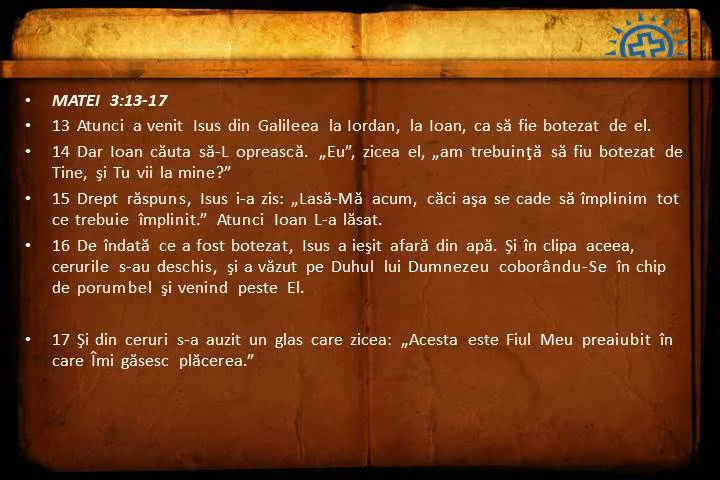 • MATEI 3:13-17
• 13 Atunci a venit Isus din Galileea la Iordan, la Ioan, ca să fie botezat de el.
• 14 Dar Ioan căuta să-L oprească. „Eu”, zicea el, „am trebuinţă să fiu botezat de
Tine, şi Tu vii la mine?”
• 15 Drept răspuns, Isus i-a zis: „Lasă-Mă acum, căci aşa se cade să împlinim tot
ce trebuie împlinit.” Atunci Ioan L-a lăsat.
• 16 De îndată ce a fost botezat, Isus a ieşit afară din apă. Şi în clipa aceea,
cerurile s-au deschis, şi a văzut pe Duhul lui Dumnezeu coborându-Se în chip
de porumbel şi venind peste El.
• 17 Şi din ceruri s-a auzit un glas care zicea: „Acesta este Fiul Meu preaiubit în
care Îmi găsesc plăcerea.”